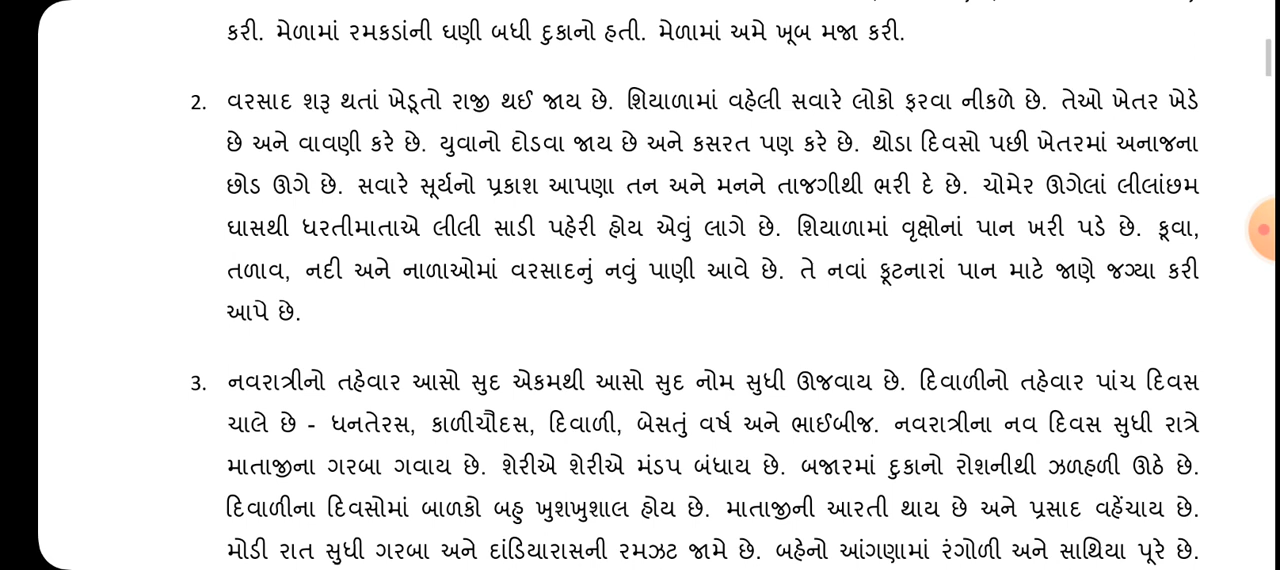 કરી. મેળામાં રમકડાંની ઘણી બધી દુકાનો હતી. મેળામાં અમે ખૂબ મજા કરી.
2. વરસાદ શરૂ થતાં ખેડૂતો રાજી થઈ જાય છે. શિયાળામાં વહેલી સવારે લોકો ફરવા નીકળે છે. તેઓ ખેતર ખેડે
છે અને વાવણી કરે છે. યુવાનો દોડવા જાય છે અને કસરત પણ કરે છે. થોડા દિવસો પછી ખેતરમાં અનાજના
છોડ ઊગે છે. સવારે સૂર્યનો પ્રકાશ આપણા તન અને મનને તાજગીથી ભરી દે છે. ચોમેર ઊગેલાં લીલાંછમ
ઘાસથી ધરતીમાતાએ લીલી સાડી પહેરી હોય એવું લાગે છે. શિયાળામાં વૃક્ષોનાં પાન ખરી પડે છે. કૂવા,
તળાવ, નદી અને નાળાઓમાં વરસાદનું નવું પાણી આવે છે. તે નવાં ફૂટનારાં પાન માટે જાણે જગ્યા કરી
આપે છે.
3. નવરાત્રીનો તહેવાર આસો સુદ એકમથી આસો સુદ નોમ સુધી ઊજવાય છે. દિવાળીનો તહેવાર પાંચ દિવસ
ચાલે છે - ધનતેરસ, કાળીચૌદસ, દિવાળી, બેસતું વર્ષ અને ભાઈબીજ. નવરાત્રીના નવ દિવસ સુધી રાત્રે
માતાજીના ગરબા ગવાય છે. શેરીએ શેરીએ મંડપ બંધાય છે. બજારમાં દુકાનો રોશનીથી ઝળહળી ઊઠે છે.
દિવાળીના દિવસોમાં બાળકો બહુ ખુશખુશાલ હોય છે. માતાજીની આરતી થાય છે અને પ્રસાદ વહેંચાય છે.
મોડી રાત સુધી ગરબા અને દાંડિયારાસની રમઝટ જામે છે. બહેનો આંગણામાં રંગોળી અને સાથિયા પૂરે છે.